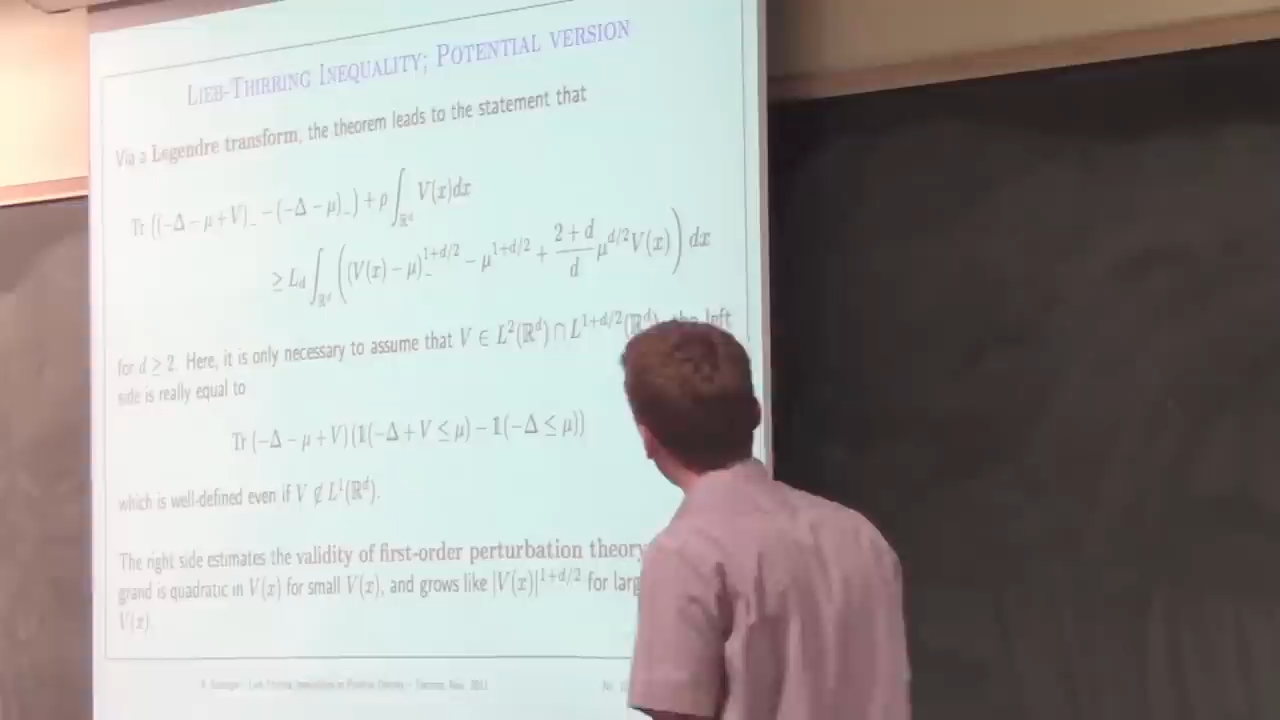 LIEB-THIRRING INEQUALITY; POTENTIAL VERSION
Via a Legendre transform, the theorem leads to the statement that
Tr ((−Δ − μ + V)_− − (−Δ − μ)_−) + ρ ∫_{ℝ^d} V(x)dx
≥ L_d ∫_{ℝ^d} ((V(x) − μ)_−^{1+d/2} − μ^{1+d/2} + \frac{2+d}{d} μ^{d/2}V(x)) dx
for d ≥ 2. Here, it is only necessary to assume that V ∈ L^2(ℝ^d) ∩ L^{1+d/2}(ℝ^d), the left
side is really equal to
Tr (−Δ − μ + V) (𝟙(−Δ + V ≤ μ) − 𝟙(−Δ ≤ μ))
which is well-defined even if V ∉ L^1(ℝ^d).
The right side estimates the validity of first-order perturbation theory
grand is quadratic in V(x) for small V(x), and grows like |V(x)|^{1+d/2} for larg
V(x).
Nr.